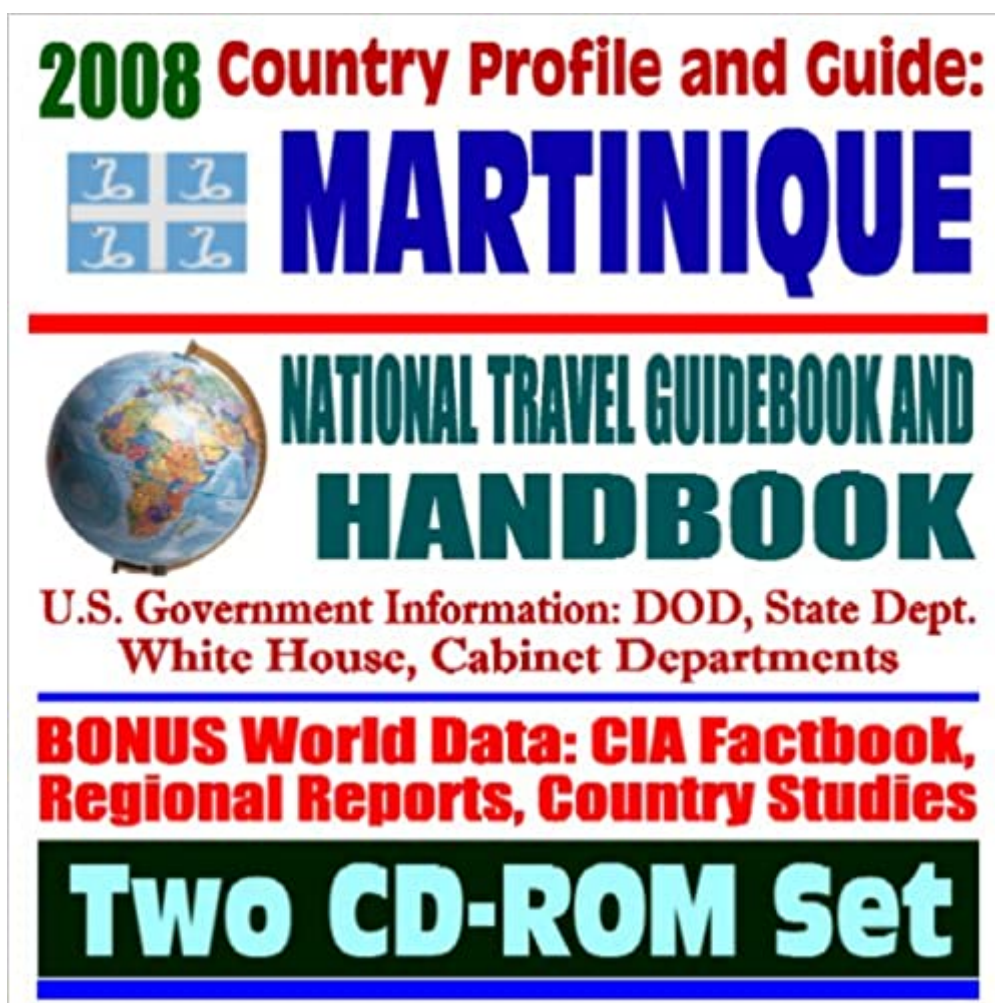 2008 Country Profile and Guide:
MARTINIQUE
NATIONAL TRAVEL GUIDEBOOK AND
HANDBOOK
U.S. Government Information: DOD, State Dept.
White House, Cabinet Departments
BONUS World Data: CIA Factbook,
Regional Reports, Country Studies
Two CD-ROM Set